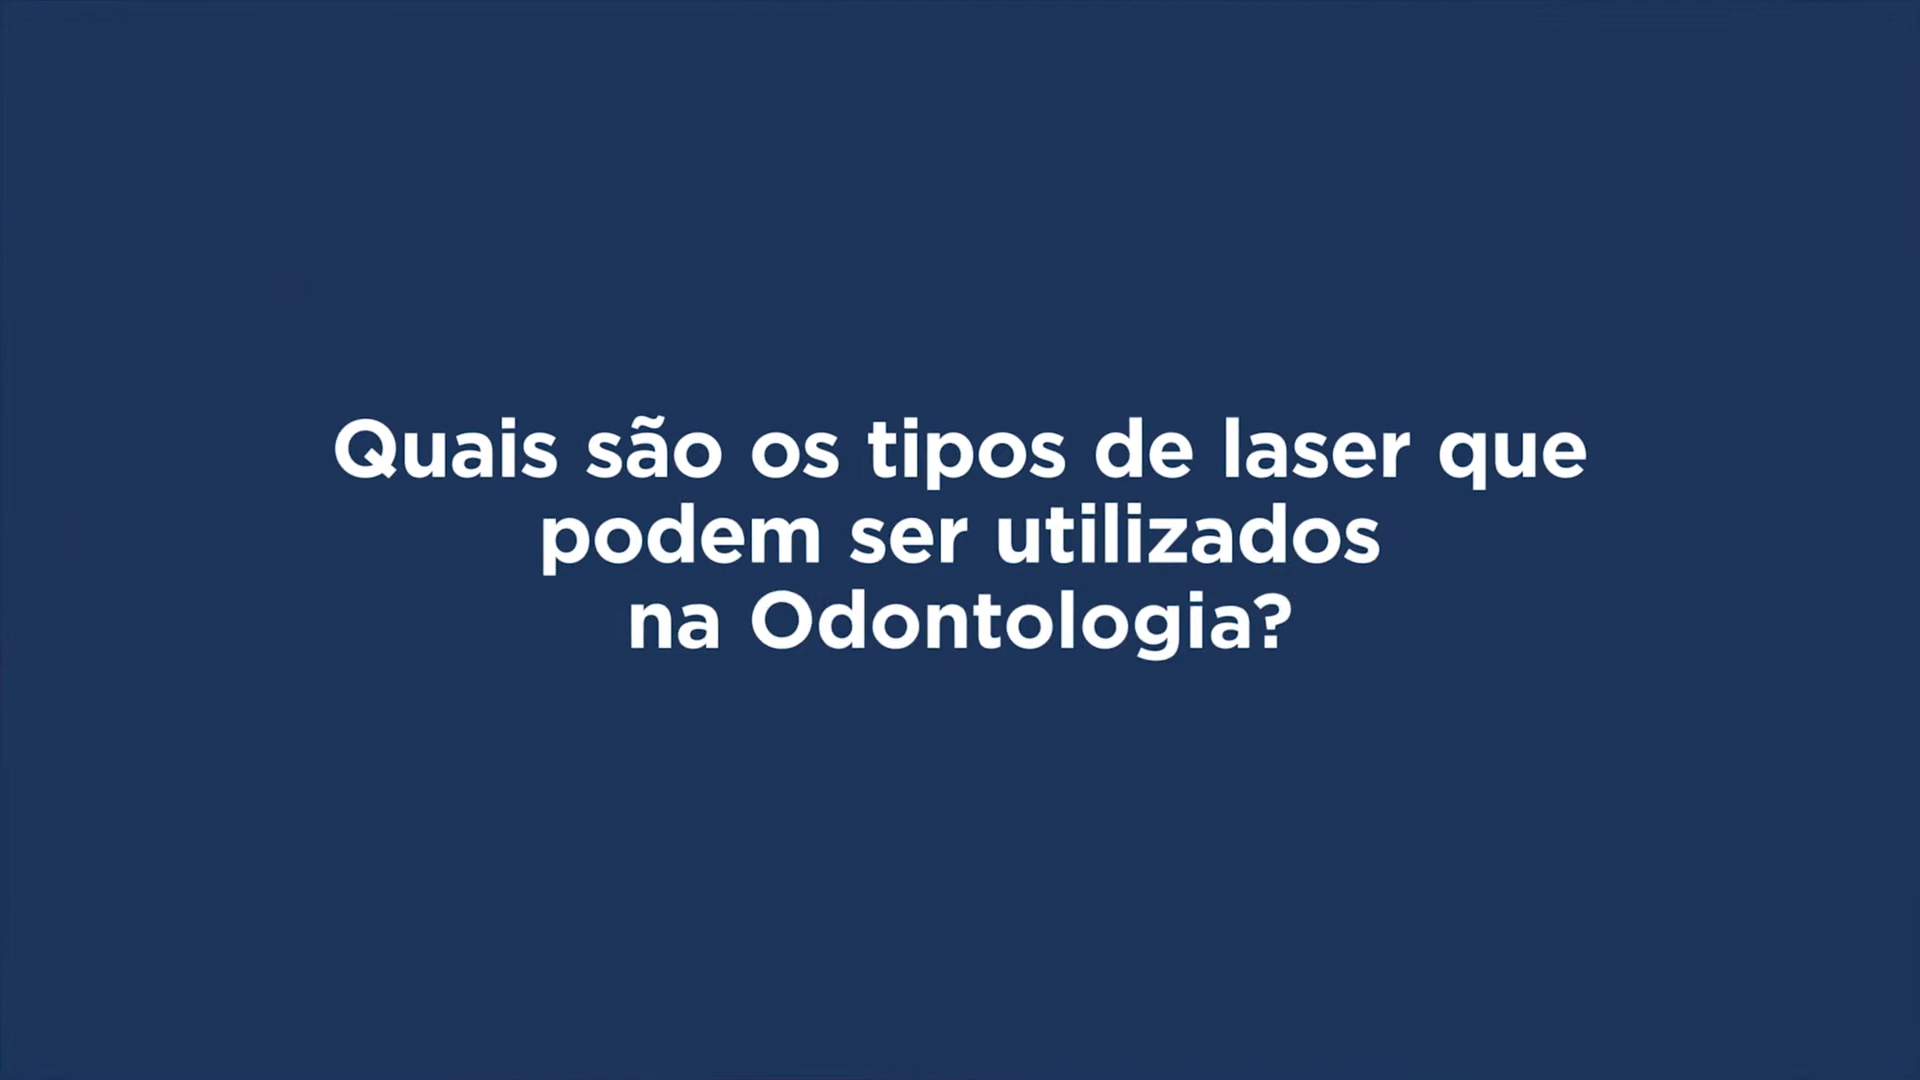 Quais são os tipos de laser que
podem ser utilizados
na Odontologia?